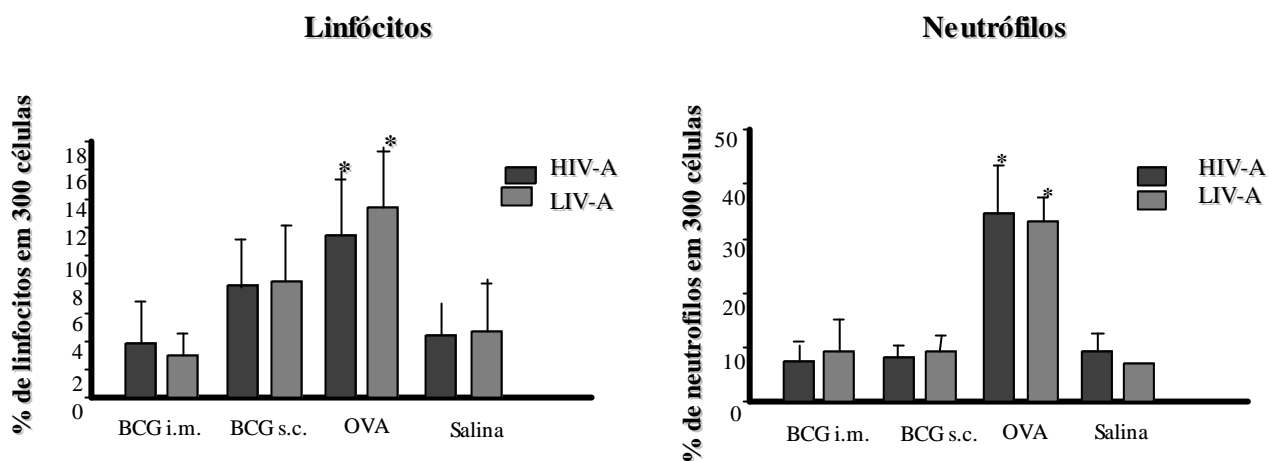 Linfócitos
% de linfocitos em 300 células
18
16
14
12
10
8
6
4
2
0
*
*
HIV-A
LIV-A
BCG i.m.
BCG s.c.
OVA
Salina
Neutrófilos
% de neutrofilos em 300 células
50
40
30
20
10
0
*
*
HIV-A
LIV-A
BCG i.m.
BCG s.c.
OVA
Salina